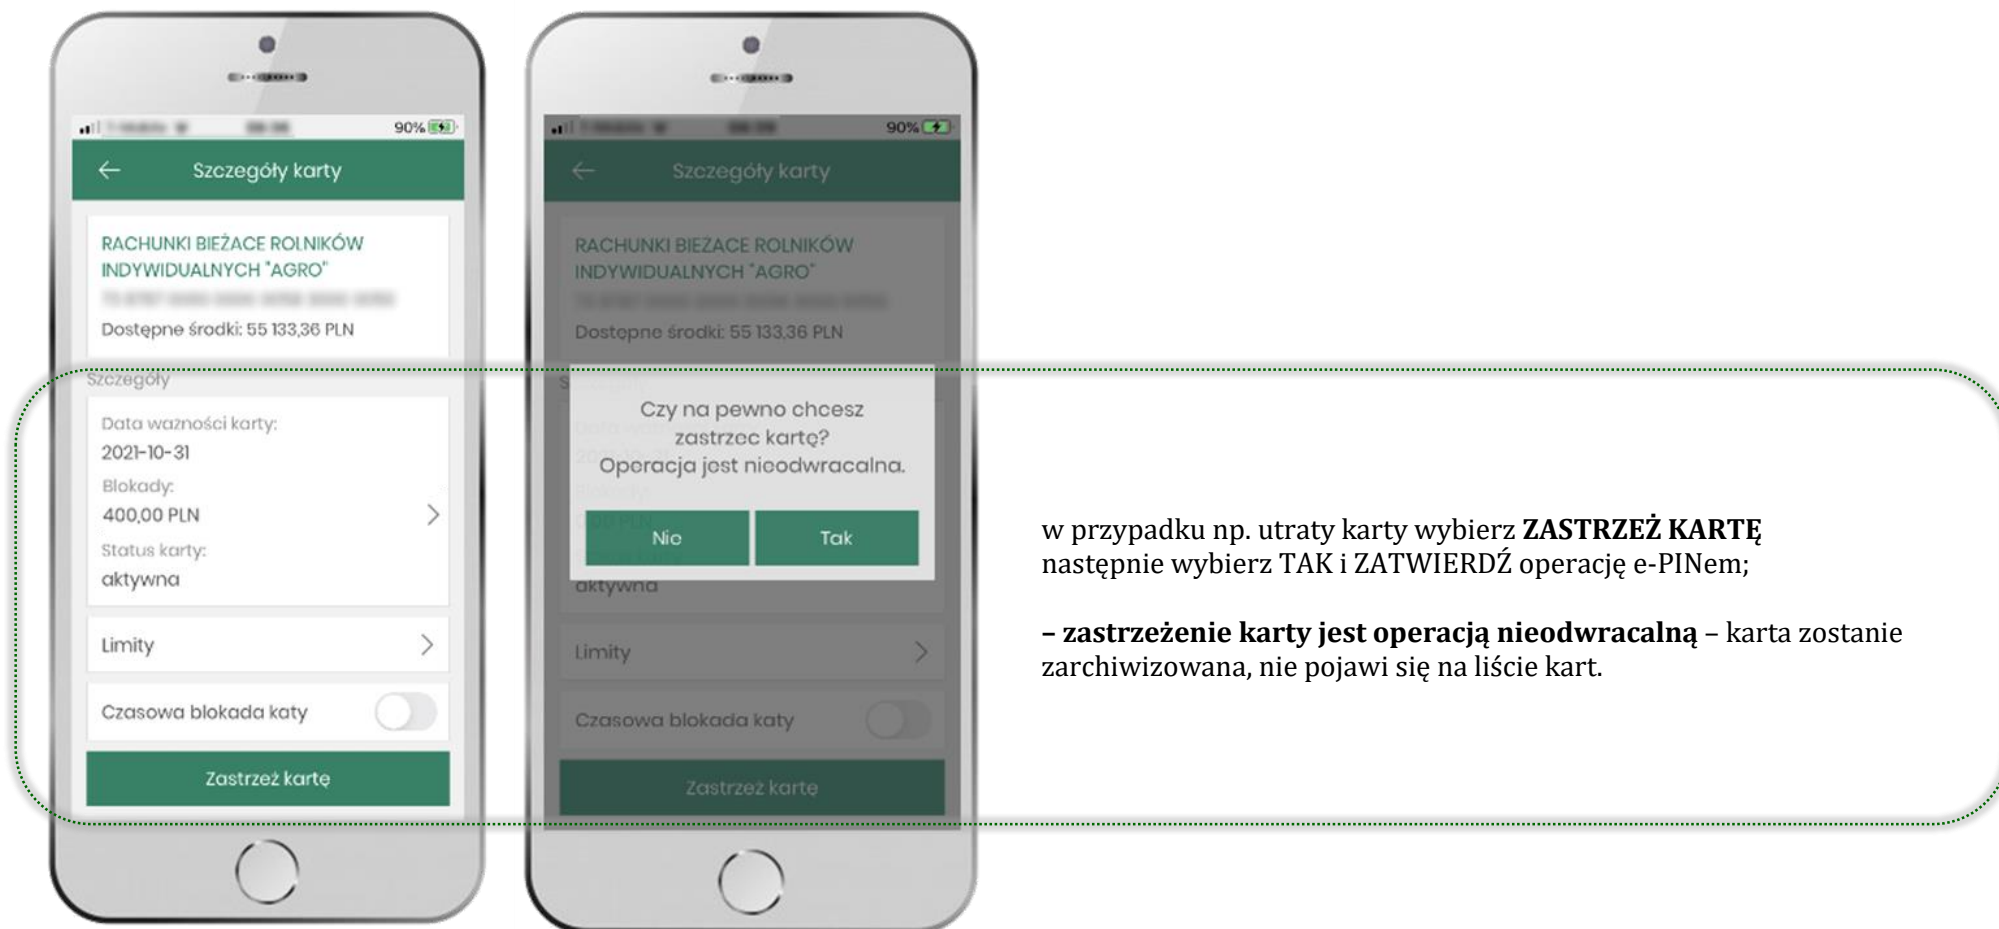 90%
Szczegóły karty
RACHUNKI BIEŻACE ROLNIKÓW
INDYWIDUALNYCH "AGRO"
Dostępne środki: 55 133,36 PLN
Szczegóły
Data ważności karty:
2021-10-31
Blokady:
400,00 PLN
Status karty:
aktywna
Limity
Czasowa blokada katy
Zastrzeż kartę
90%
Szczegóły karty
RACHUNKI BIEŻACE ROLNIKÓW
INDYWIDUALNYCH "AGRO"
Dostępne środki: 55 133,36 PLN
Czy na pewno chcesz
zastrzec kartę?
Operacja jest nieodwracalna.
Nie
Tak
aktywna
Limity
Czasowa blokada katy
Zastrzeż kartę
w przypadku np. utraty karty wybierz ZASTRZEŻ KARTĘ
następnie wybierz TAK i ZATWIERDŹ operację e-PINem;
– zastrzeżenie karty jest operacją nieodwracalną – karta zostanie
zarchiwizowana, nie pojawi się na liście kart.